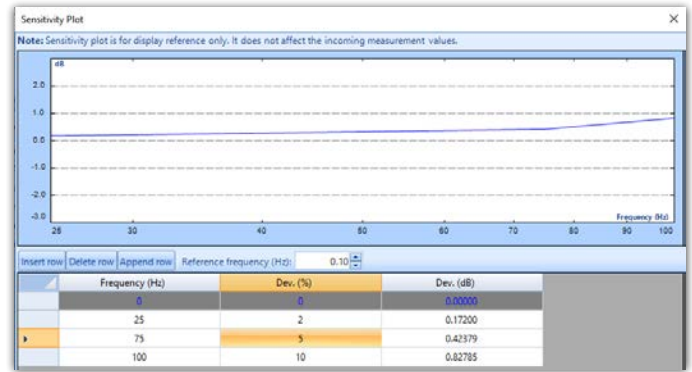 Sensitivity Plot
Note: Sensitivity plot is for display reference only. It does not affect the incoming measurement values.
dB
2.0
1.0
0.0
-1.0
-2.0
-3.0
Frequency (Hz)
25 30 40 50 60 70 80 90 100
Insert row Delete row Append row Reference frequency (Hz): 0.10
Frequency (Hz) Dev. (%) Dev. (dB)
0 0 0.00000
25 2 0.17200
75 5 0.42379
100 10 0.82785